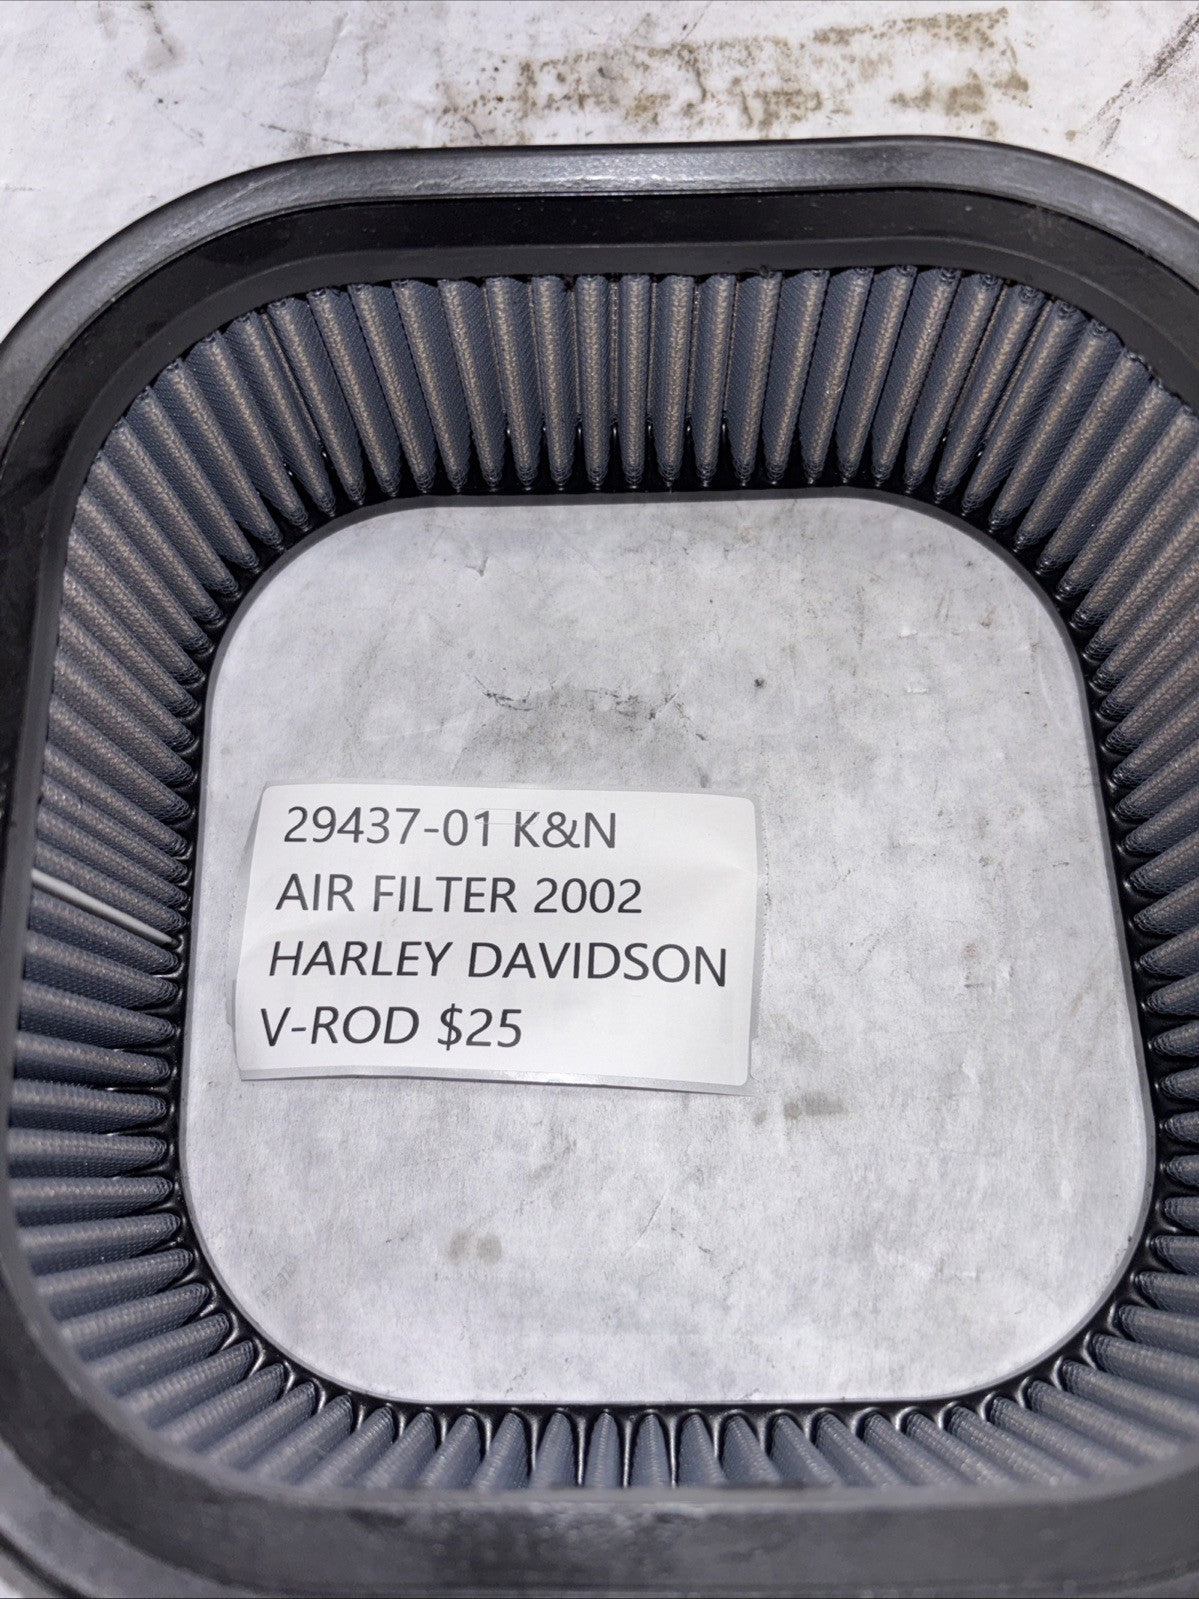 29437-01 K&N
AIR FILTER 2002
HARLEY DAVIDSON
V-ROD $25